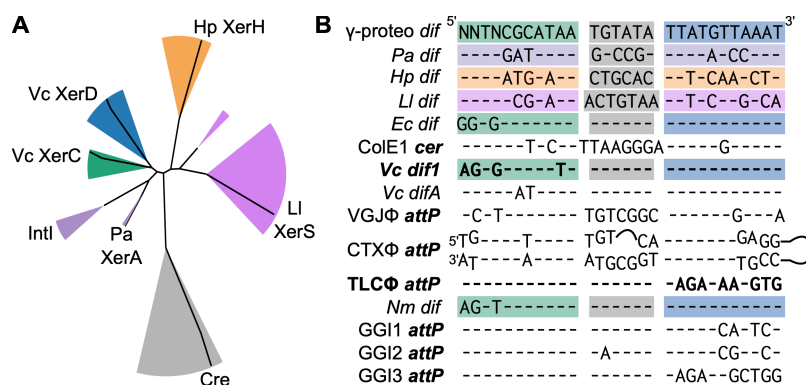 A
Hp XerH
Vc XerD
Vc XerC
IntI
Pa
XerA
Ll
XerS
Cre
B
5' 3'
γ-proteo dif NNTNCGCATAA TGTATA TTATGTTAAAT
Pa dif ----GAT---- G-CCG- ----A-CC---
Hp dif ----ATG-A-- CTGCAC --T-CAA-CT-
Ll dif -----CG-A-- ACTGTAA --T-C--G-CA
Ec dif GG-G------- ------ -----------
ColE1 cer ------T-C-- TTAAGGGA -----G-----
Vc dif1 AG-G-----T- ------ -----------
Vc difA -----AT---- ------ -----------
VGJΦ attP -C-T------- TGTCGGC ------G---A
CTXΦ attP
5'TG----T---- TGT CA ------GAGG
3'AT----A---- ATGCGGT ------TGCC
TLCΦ attP ----------- ------ -AGA-AA-GTG
Nm dif AG-T------- ------ -----------
GGI1 attP ----------- ------ -----CA-TC-
GGI2 attP ----------- -A---- -----CG--C-
GGI3 attP ----------- ------ -AGA--GCTGG